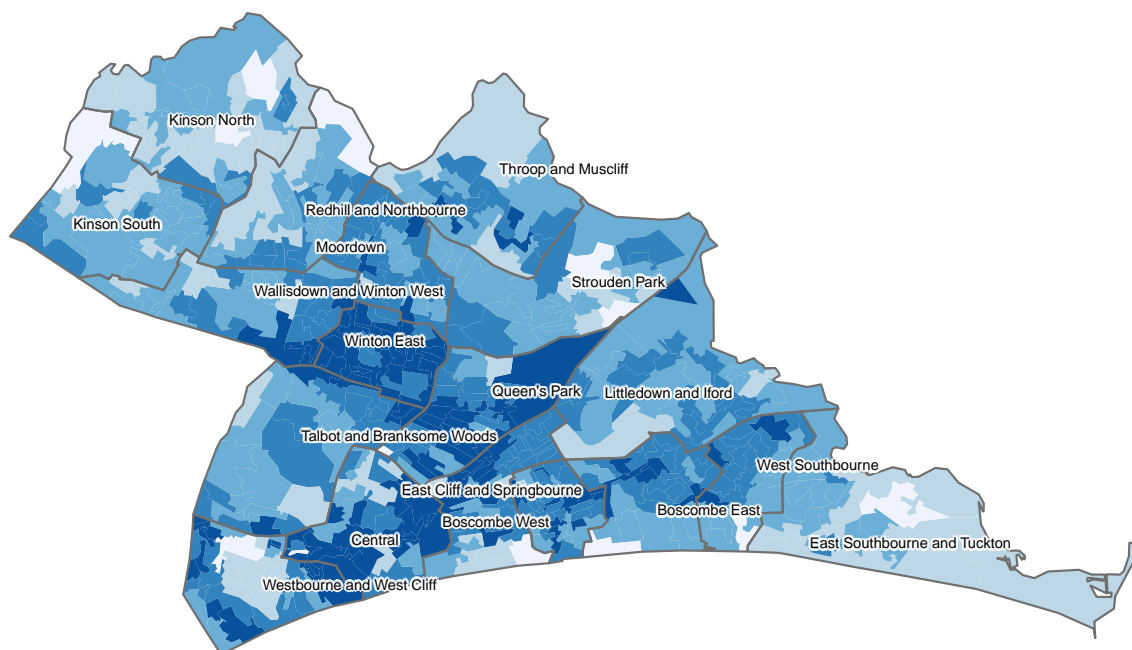 Kinson North
Throop and Muscliff
Redhill and Northbourne
Kinson South
Moordown
Strouden Park
Wallisdown and Winton West
Winton East
Queen's Park
Littledown and Iford
Talbot and Branksome Woods
West Southbourne
East Cliff and Springbourne
Boscombe East
Boscombe West
Central
East Southbourne and Tuckton
Westbourne and West Cliff